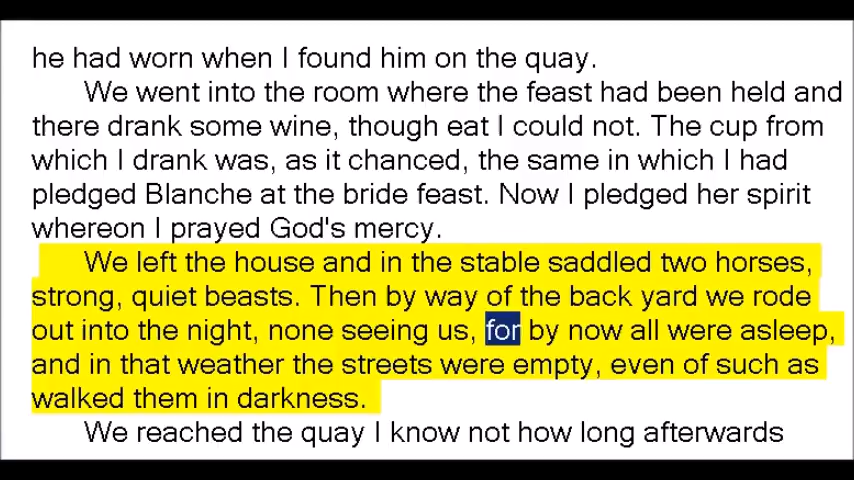 he had worn when I found him on the quay.
We went into the room where the feast had been held and
there drank some wine, though eat I could not. The cup from
which I drank was, as it chanced, the same in which I had
pledged Blanche at the bride feast. Now I pledged her spirit
whereon I prayed God's mercy.
We left the house and in the stable saddled two horses,
strong, quiet beasts. Then by way of the back yard we rode
out into the night, none seeing us, for by now all were asleep,
and in that weather the streets were empty, even of such as
walked them in darkness.
We reached the quay I know not how long afterwards